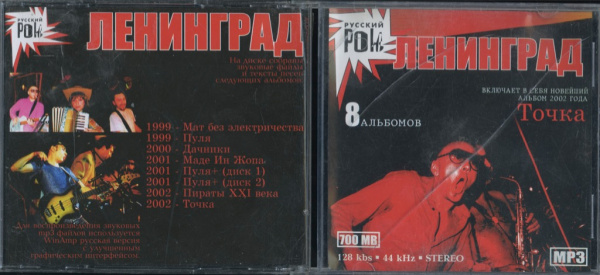 РУССКИЙ
РОК
ЛЕНИНГРАД
На диске собраны
звуковые файлы
и тексты песен
следующих альбомов:
1999 - Мат без электричества
1999 - Пуля
2000 - Дачники
2001 - Маде Ин Жопь
2001 - Пуля+ (диск 1)
2001 - Пуля+ (диск 2)
2002 - Пираты XXI века
2002 - Точка
Для воспроизведения звуковых
mp3 файлов используется
WinAmp русская версия
с улучшенным
графическим интерфейсом.
РУССКИЙ
РОК
ЛЕНИНГРАД
ВКЛЮЧАЕТ В СЕБЯ НОВЕЙШИЙ
АЛЬБОМ 2002 ГОДА
Точка
8 АЛЬБОМОВ
700 MB
128 kbs • 44 kHz • STEREO
MP3